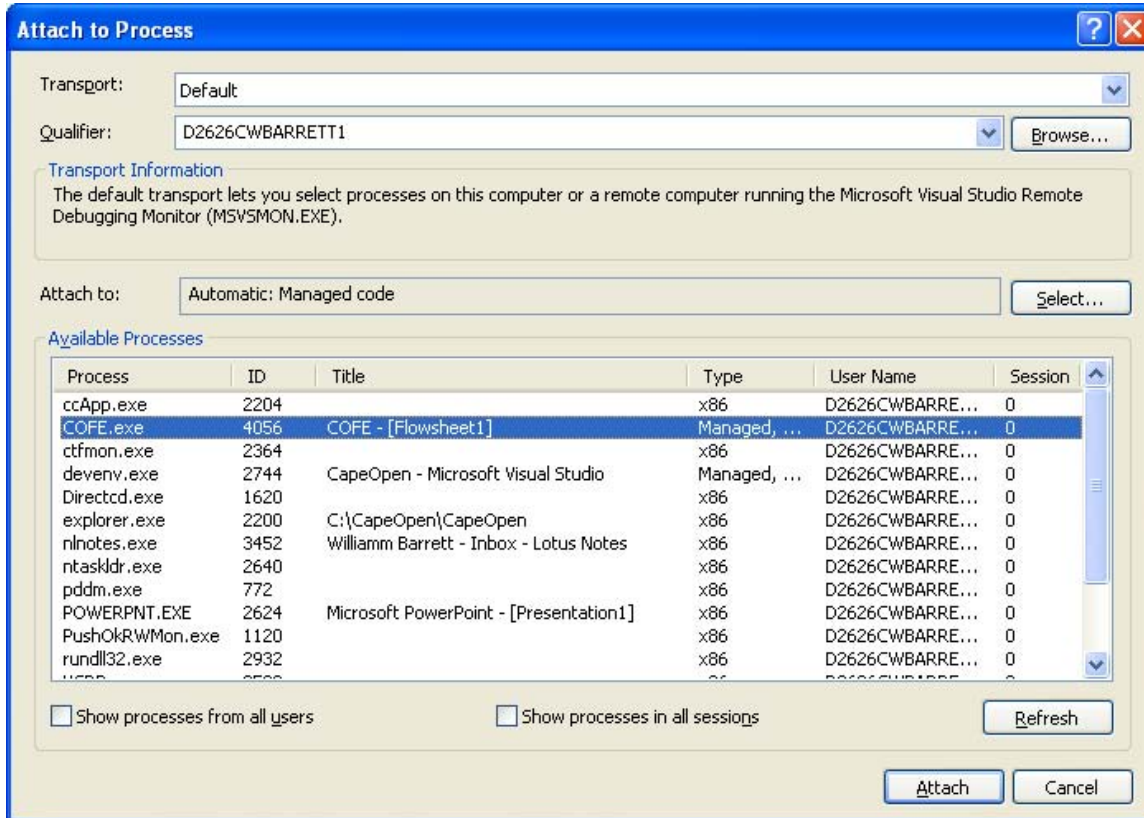 Attach to Process
Transport: Default
Qualifier: D2626CWBARRETT1 Browse...
Transport Information
The default transport lets you select processes on this computer or a remote computer running the Microsoft Visual Studio Remote
Debugging Monitor (MSVSMON.EXE).
Attach to: Automatic: Managed code Select...
Available Processes
Process ID Title Type User Name Session
ccApp.exe 2204 x86 D2626CWBARRE... 0
COFE.exe 4056 COFE - [Flowsheet1] Managed, ... D2626CWBARRE... 0
ctfmon.exe 2364 x86 D2626CWBARRE... 0
devenv.exe 2744 CapeOpen - Microsoft Visual Studio Managed, ... D2626CWBARRE... 0
Directcd.exe 1620 x86 D2626CWBARRE... 0
explorer.exe 2200 C:\CapeOpen\CapeOpen x86 D2626CWBARRE... 0
nlnotes.exe 3452 Williamm Barrett - Inbox - Lotus Notes x86 D2626CWBARRE... 0
ntaskldr.exe 2640 x86 D2626CWBARRE... 0
pddm.exe 772 x86 D2626CWBARRE... 0
POWERPNT.EXE 2624 Microsoft PowerPoint - [Presentation1] x86 D2626CWBARRE... 0
PushOkRWMon.exe 1120 x86 D2626CWBARRE... 0
rundll32.exe 2932 x86 D2626CWBARRE... 0
Show processes from all users Show processes in all sessions Refresh
Attach Cancel